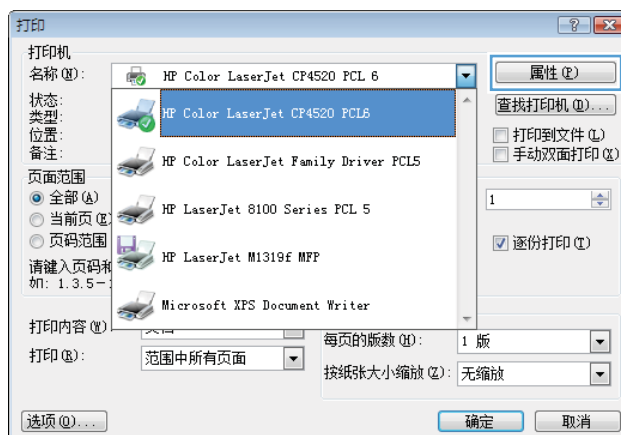 打印
打印机
名称(N): HP Color LaserJet CP4520 PCL 6 属性(P)
状态: HP Color LaserJet CP4520 PCL6 查找打印机(D)...
类型:
位置: 打印到文件(L)
备注: HP Color LaserJet Family Driver PCL5 手动双面打印(X)
页面范围
全部(A) HP LaserJet 8100 Series PCL 5 1
当前页(E)
页码范围 逐份打印(T)
HP LaserJet M1319f MFP
请键入页码和
如: 1.3.5-
Microsoft XPS Document Writer
打印内容(W): 每页的版数(H): 1 版
打印(R): 范围中所有页面 按纸张大小缩放(Z): 无缩放
选项(O)... 确定 取消